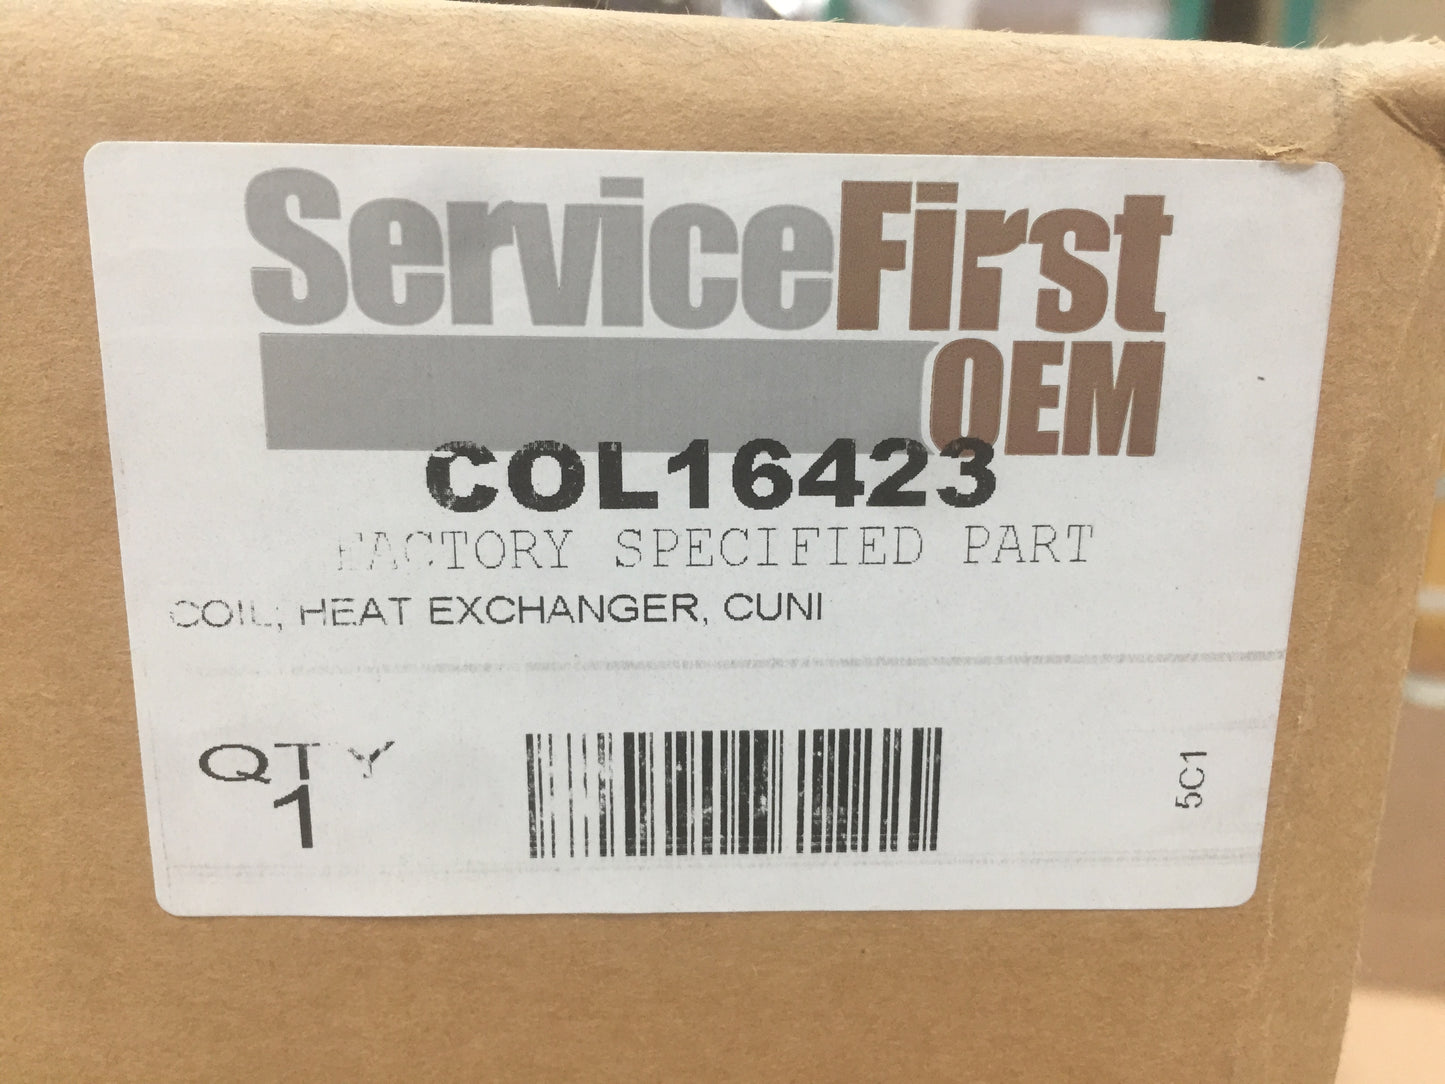 ServiceFirst
OEM
COL16423
FACTORY SPECIFIED PART
COIL; HEAT EXCHANGER, CUNI
QTY
1
5C1